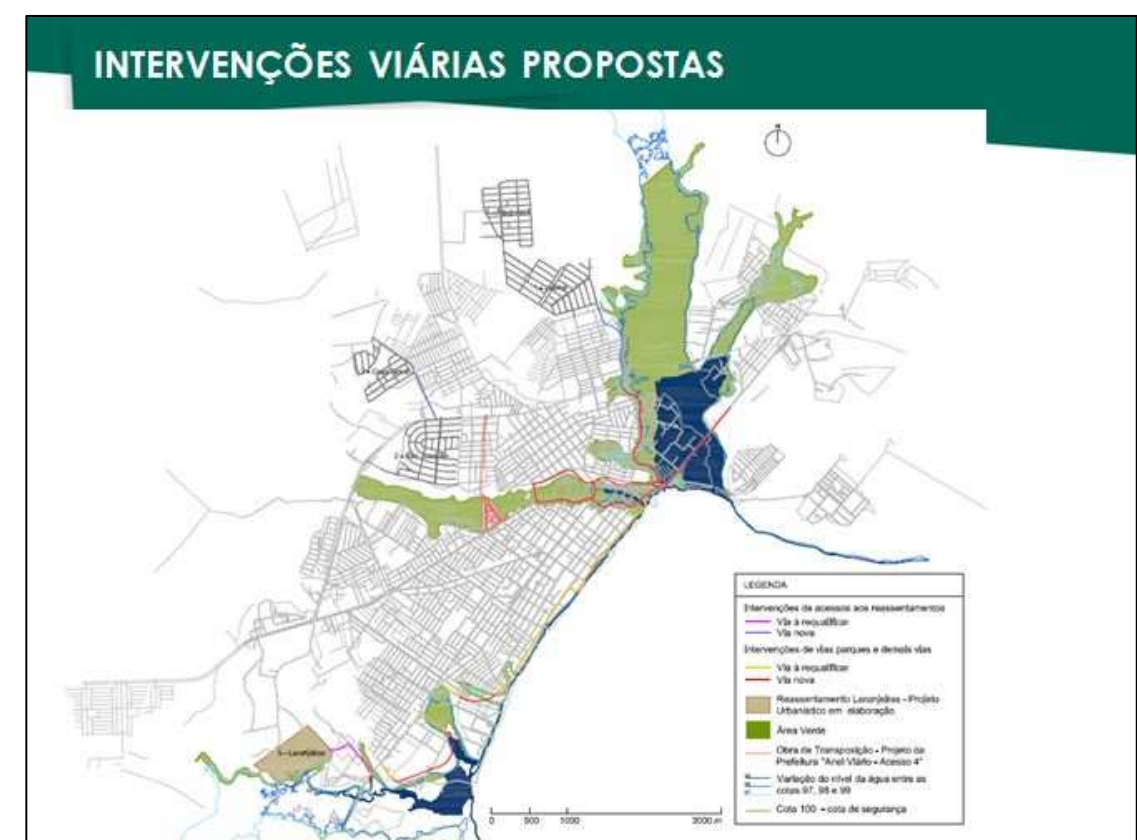 INTERVENÇÕES VIÁRIAS PROPOSTAS
N
5 - Laranjeiras
0 500 1000 2000 m
LEGENDA
Intervenções de acessos aos reassentamentos
Via à requalificar
Via nova
Intervenções de vias parques e demais vias
Via à requalificar
Via nova
Reassentamento Laranjeiras - Projeto
Urbanístico em elaboração
Área Verde
Obra de Transposição - Projeto da
Prefeitura "Anel Viário - Acesso 4"
Variação do nível da água entre as
cotas 97, 98 e 99
Cota 100 - cota de segurança